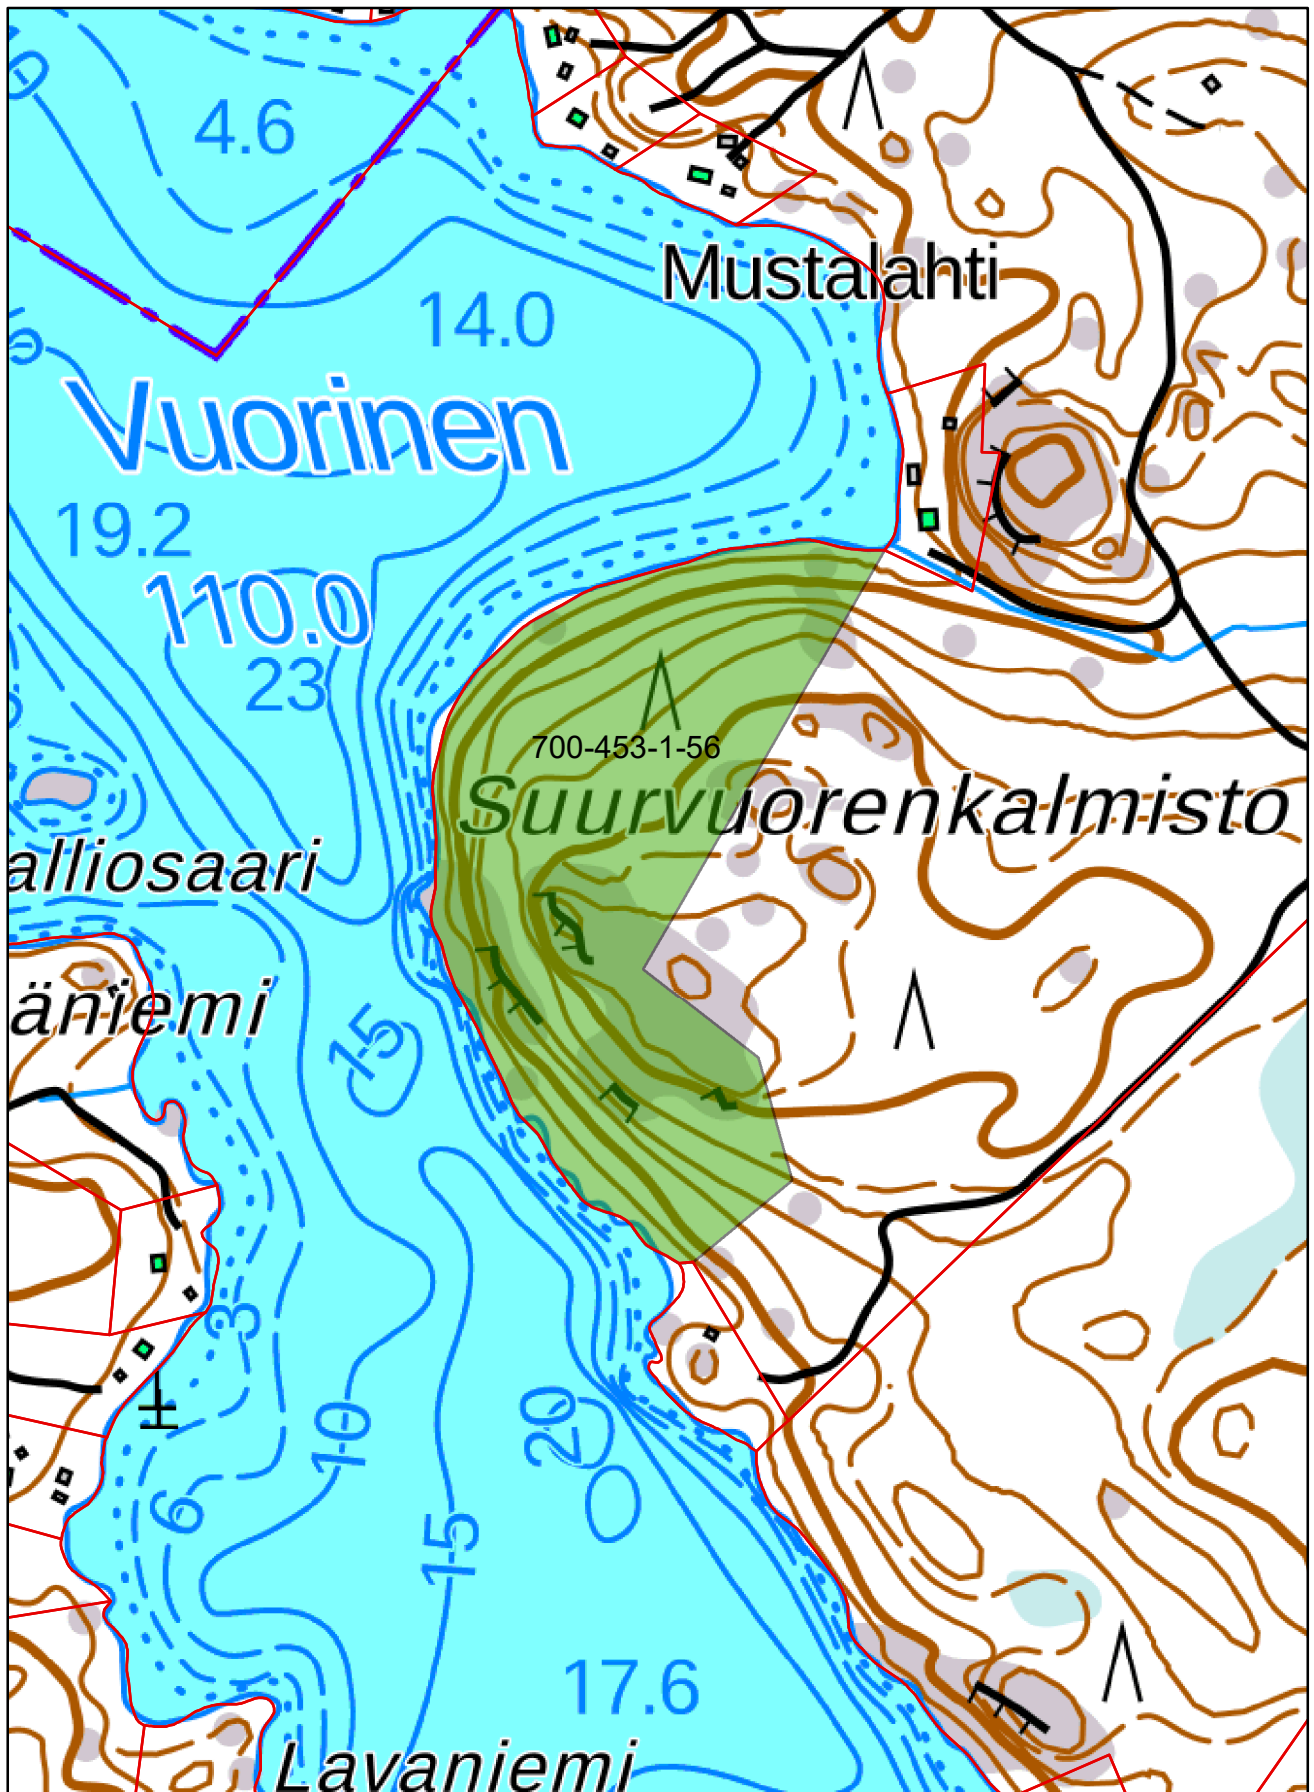 4.6
Mustalahti
14.0
Vuorinen
19.2
110.0
23
700-453-1-56
Suurvuorenkalmisto
alliosaari
äniemi
15
3
10
20
6
15
17.6
Lavaniemi